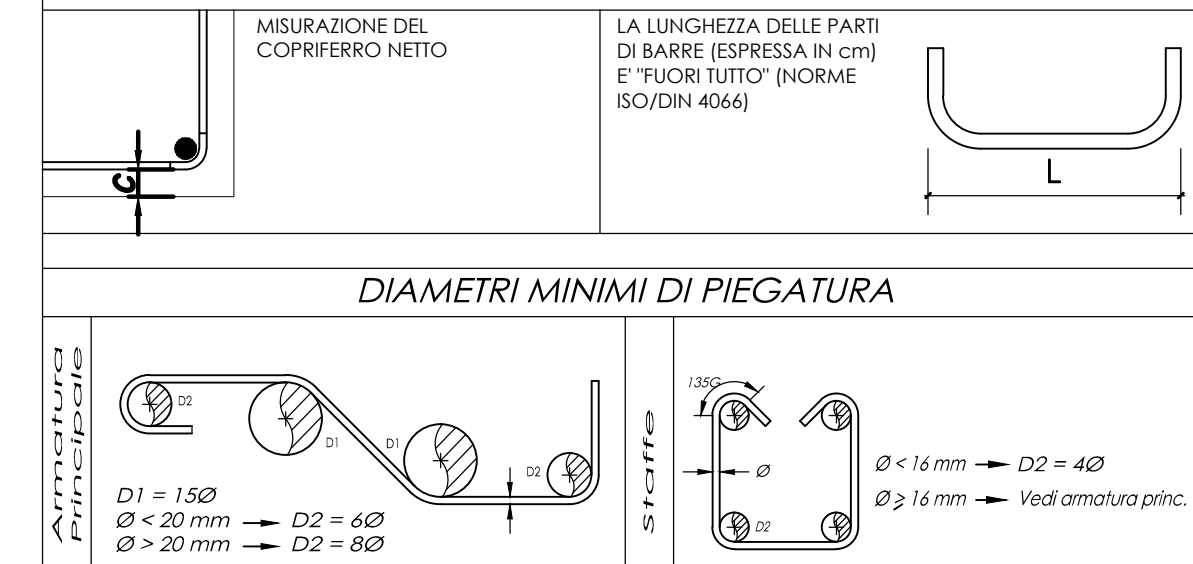 MISURAZIONE DEL
COPRIFERRO NETTO
C
LA LUNGHEZZA DELLE PARTI
DI BARRE (ESPRESSA IN cm)
E' "FUORI TUTTO" (NORME
ISO/DIN 4066)
L
DIAMETRI MINIMI DI PIEGATURA
Armatura
Principale
D2
D1
D1
D2
D1 = 15Ø
Ø < 20 mm → D2 = 6Ø
Ø > 20 mm → D2 = 8Ø
Staffe
135G
Ø
D2
Ø < 16 mm → D2 = 4Ø
Ø ≥ 16 mm → Vedi armatura princ.